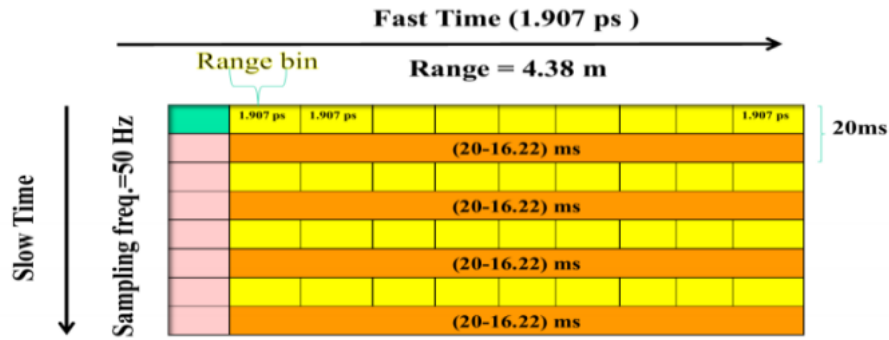 Fast Time (1.907 ps )
Range bin
Range = 4.38 m
1.907 ps
1.907 ps
1.907 ps
20ms
(20-16.22) ms
(20-16.22) ms
(20-16.22) ms
(20-16.22) ms
Slow Time
Sampling freq.=50 Hz